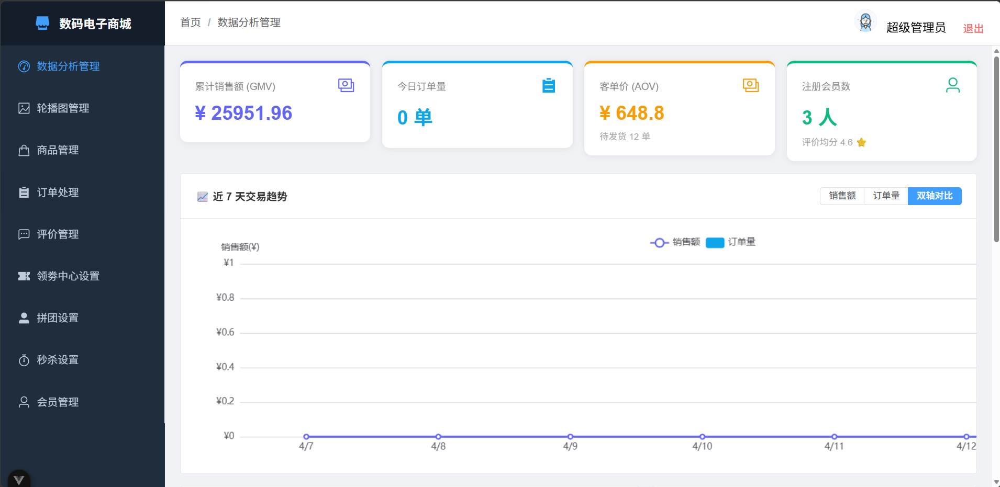 数码电子商城
首页 / 数据分析管理
超级管理员 退出
数据分析管理
轮播图管理
商品管理
订单处理
评价管理
领劵中心设置
拼团设置
秒杀设置
会员管理
累计销售额 (GMV)
¥ 25951.96
今日订单量
0 单
客单价 (AOV)
¥ 648.8
待发货 12 单
注册会员数
3 人
评价均分 4.6
近 7 天交易趋势
销售额 订单量 双轴对比
销售额 订单量
销售额(¥)
¥1
¥0.8
¥0.6
¥0.4
¥0.2
¥0
4/7 4/8 4/9 4/10 4/11 4/12